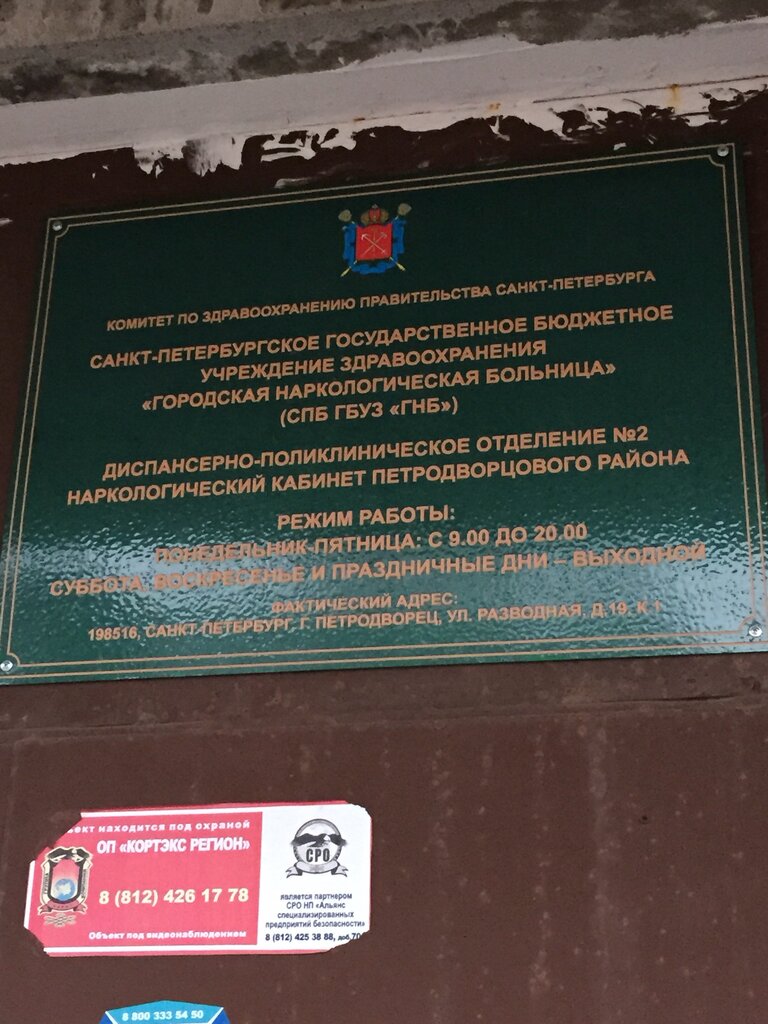 КОМИТЕТ ПО ЗДРАВООХРАНЕНИЮ ПРАВИТЕЛЬСТВА САНКТ-ПЕТЕРБУРГА
САНКТ-ПЕТЕРБУРГСКОЕ ГОСУДАРСТВЕННОЕ БЮДЖЕТНОЕ
УЧРЕЖДЕНИЕ ЗДРАВООХРАНЕНИЯ
«ГОРОДСКАЯ НАРКОЛОГИЧЕСКАЯ БОЛЬНИЦА»
(СПБ ГБУЗ «ГНБ»)
ДИСПАНСЕРНО-ПОЛИКЛИНИЧЕСКОЕ ОТДЕЛЕНИЕ №2
НАРКОЛОГИЧЕСКИЙ КАБИНЕТ ПЕТРОДВОРЦОВОГО РАЙОНА
РЕЖИМ РАБОТЫ:
ПОНЕДЕЛЬНИК-ПЯТНИЦА: С 9.00 ДО 20.00
СУББОТА, ВОСКРЕСЕНЬЕ И ПРАЗДНИЧНЫЕ ДНИ – ВЫХОДНОЙ
ФАКТИЧЕСКИЙ АДРЕС:
198516, САНКТ-ПЕТЕРБУРГ, Г. ПЕТРОДВОРЕЦ, УЛ. РАЗВОДНАЯ, Д.19, К.1
ъект находится под охраной
ОП «КОРТЭКС РЕГИОН»
8 (812) 426 17 78
Объект под видеонаблюдением
СРО
является партнером
СРО НП «Альянс
специализированных
предприятий безопасности»
8 (812) 425 38 88, доб.70
8 800 333 54 50